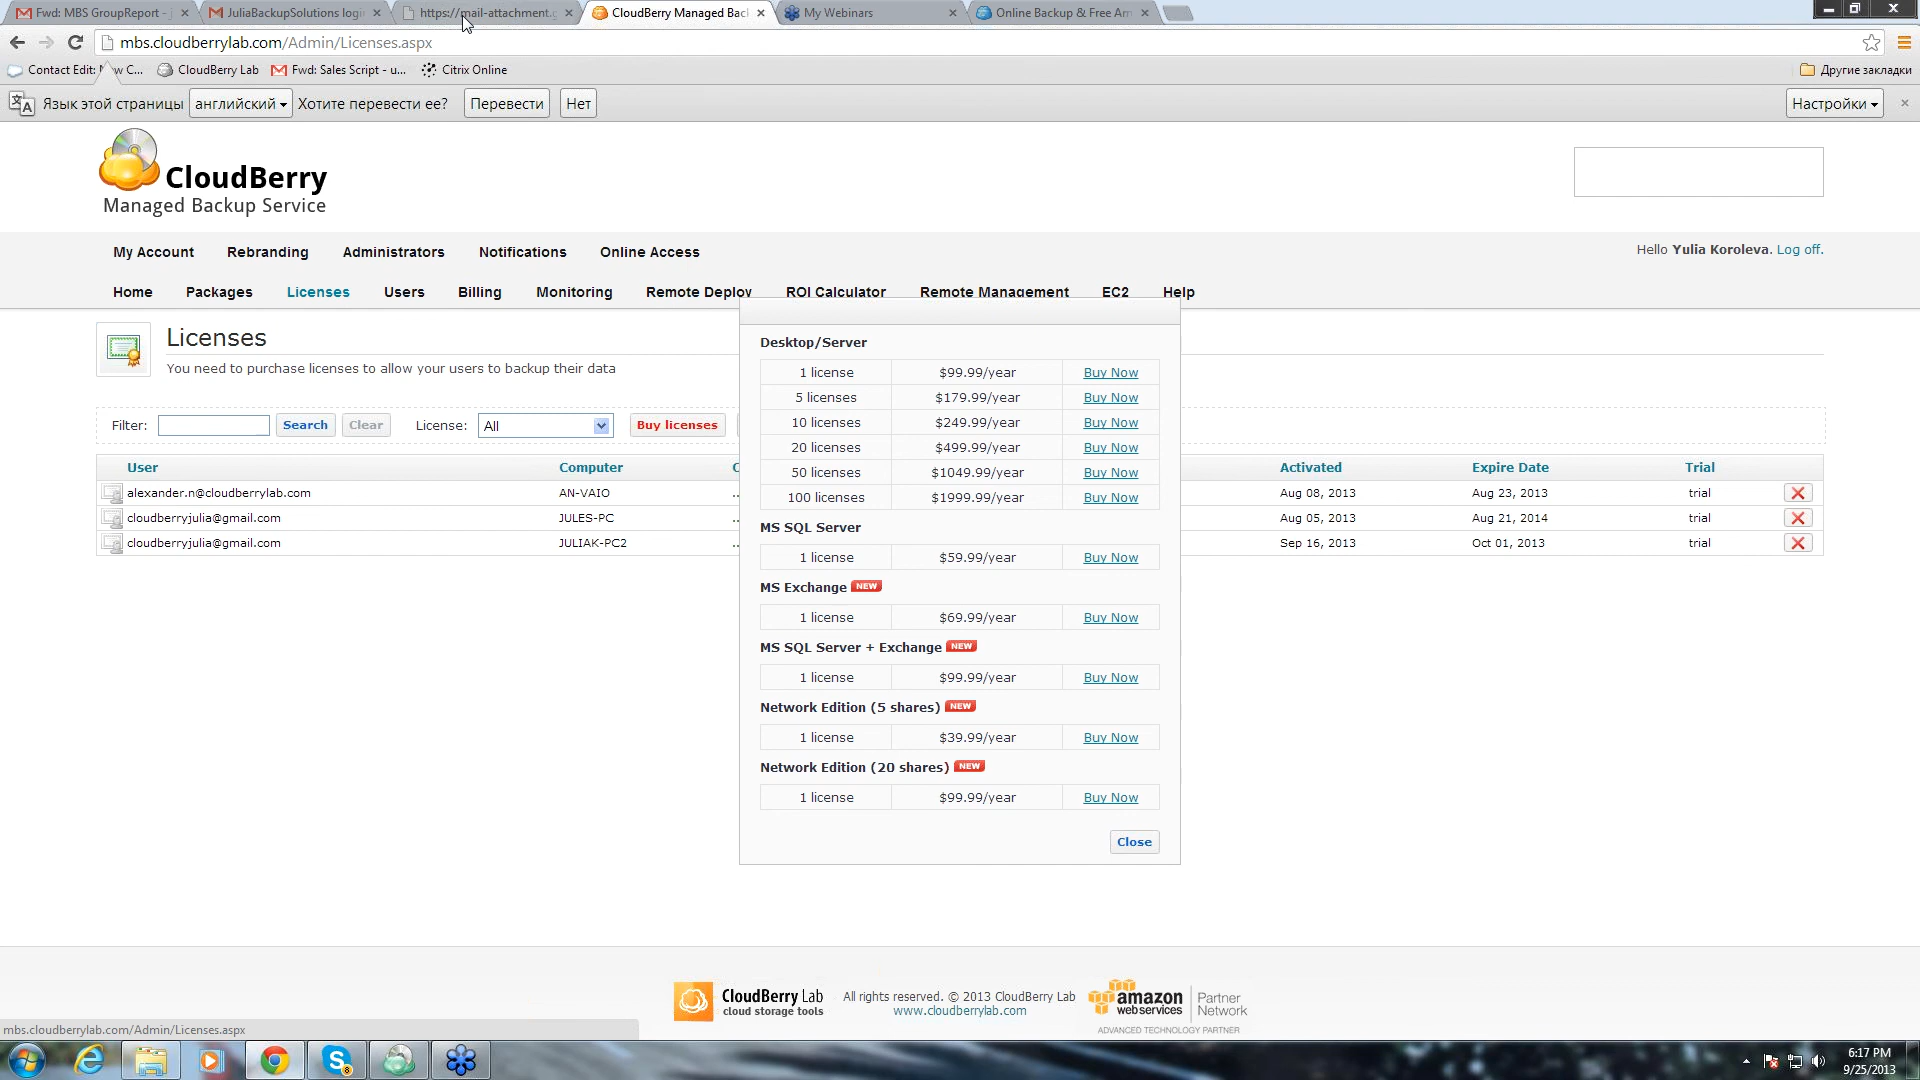 Fwd: MBS GroupReport - j
JuliaBackupSolutions login
https://mail-attachment.g
CloudBerry Managed Back
My Webinars
Online Backup & Free Am
mbs.cloudberrylab.com/Admin/Licenses.aspx
Contact Edit: New C...
CloudBerry Lab
Fwd: Sales Script - u...
Citrix Online
Другие закладки
Язык этой страницы английский Хотите перевести ее? Перевести Нет
Настройки
CloudBerry
Managed Backup Service
My Account Rebranding Administrators Notifications Online Access
Hello Yulia Koroleva. Log off.
Home Packages Licenses Users Billing Monitoring Remote Deploy ROI Calculator Remote Management EC2 Help
Licenses
You need to purchase licenses to allow your users to backup their data
Filter: Search Clear License: All Buy licenses
User Computer C Activated Expire Date Trial
alexander.n@cloudberrylab.com AN-VAIO .. Aug 08, 2013 Aug 23, 2013 trial
cloudberryjulia@gmail.com JULES-PC .. Aug 05, 2013 Aug 21, 2014 trial
cloudberryjulia@gmail.com JULIAK-PC2 .. Sep 16, 2013 Oct 01, 2013 trial
Desktop/Server
1 license $99.99/year Buy Now
5 licenses $179.99/year Buy Now
10 licenses $249.99/year Buy Now
20 licenses $499.99/year Buy Now
50 licenses $1049.99/year Buy Now
100 licenses $1999.99/year Buy Now
MS SQL Server
1 license $59.99/year Buy Now
MS Exchange NEW
1 license $69.99/year Buy Now
MS SQL Server + Exchange NEW
1 license $99.99/year Buy Now
Network Edition (5 shares) NEW
1 license $39.99/year Buy Now
Network Edition (20 shares) NEW
1 license $99.99/year Buy Now
Close
CloudBerry Lab
cloud storage tools
All rights reserved. © 2013 CloudBerry Lab
www.cloudberrylab.com
amazon
webservices
Partner
Network
ADVANCED TECHNOLOGY PARTNER
mbs.cloudberrylab.com/Admin/Licenses.aspx
8
6:17 PM
9/25/2013